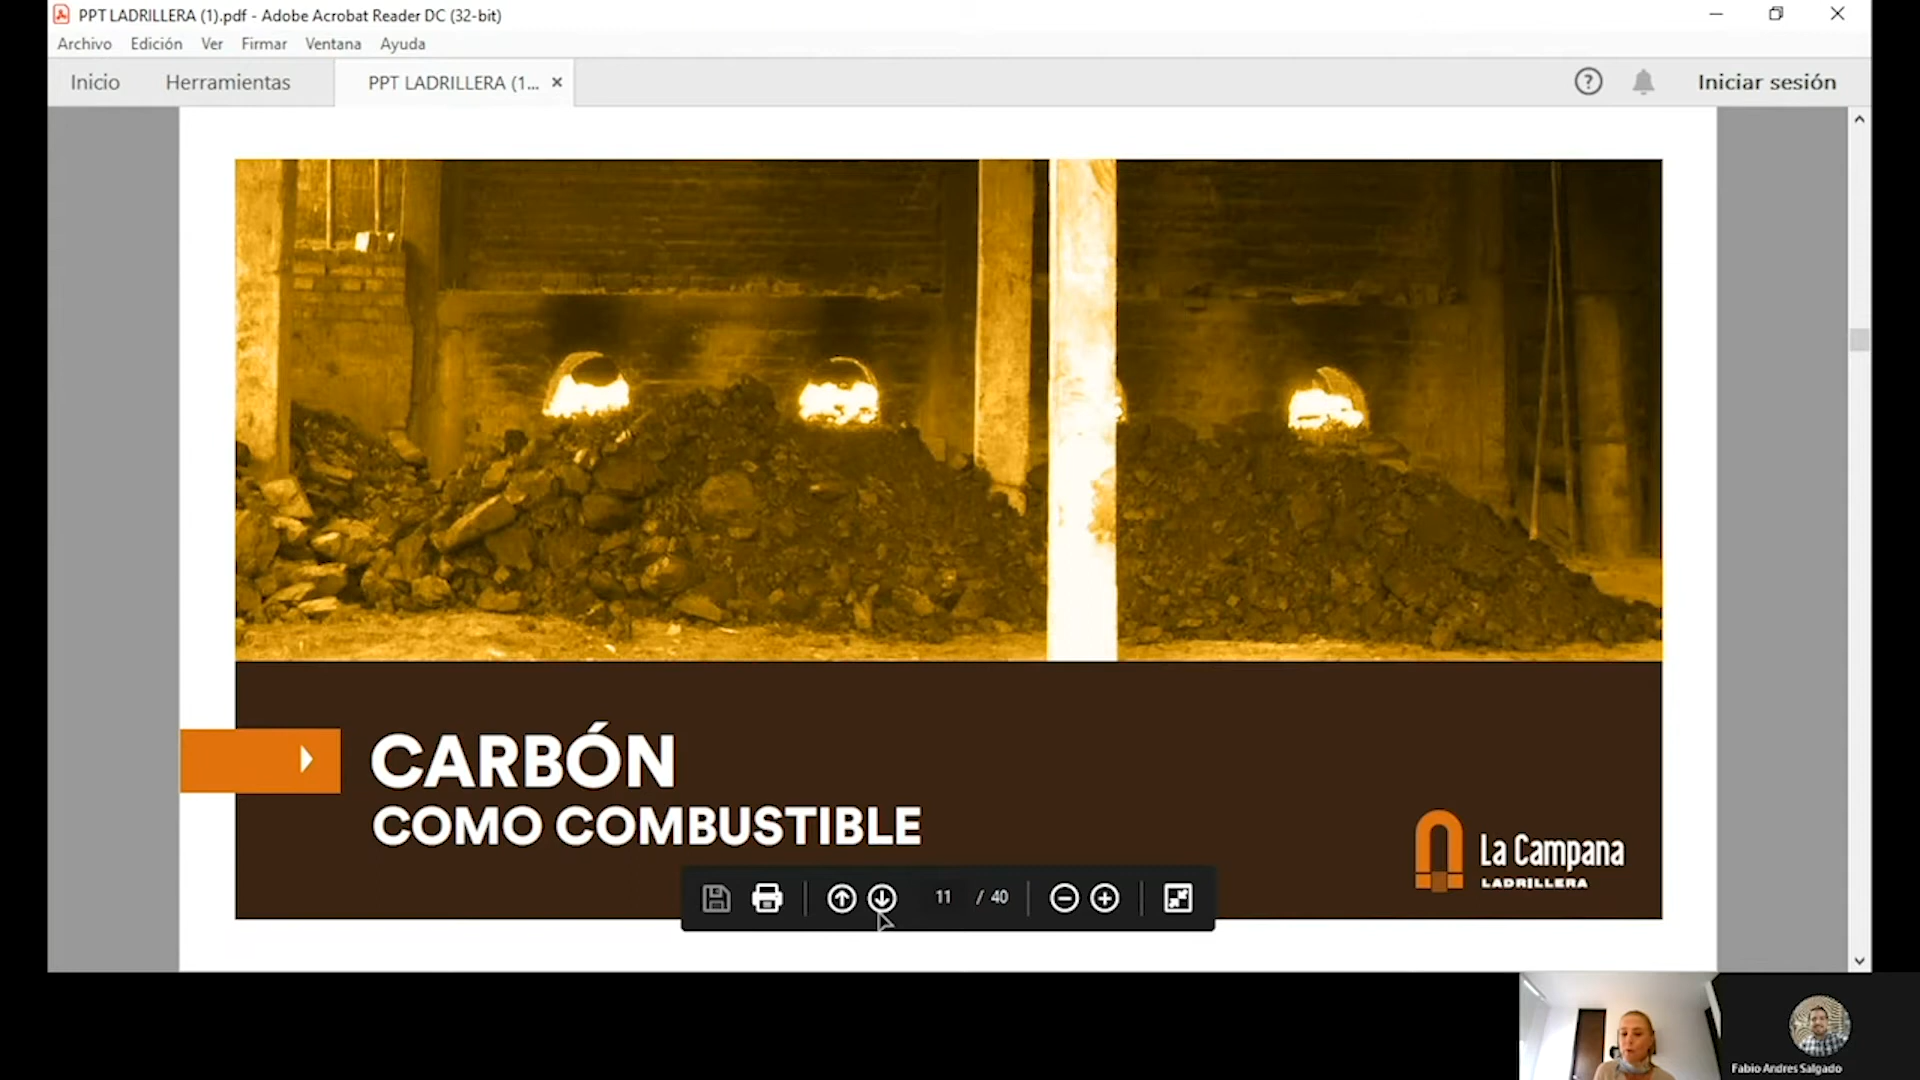 PPT LADRILLERA (1).pdf - Adobe Acrobat Reader DC (32-bit)
Archivo Edición Ver Firmar Ventana Ayuda
Inicio Herramientas PPT LADRILLERA (1... Iniciar sesión
CARBÓN
COMO COMBUSTIBLE
La Campana
LADRILLERA
11 / 40
Fabio Andres Salgado